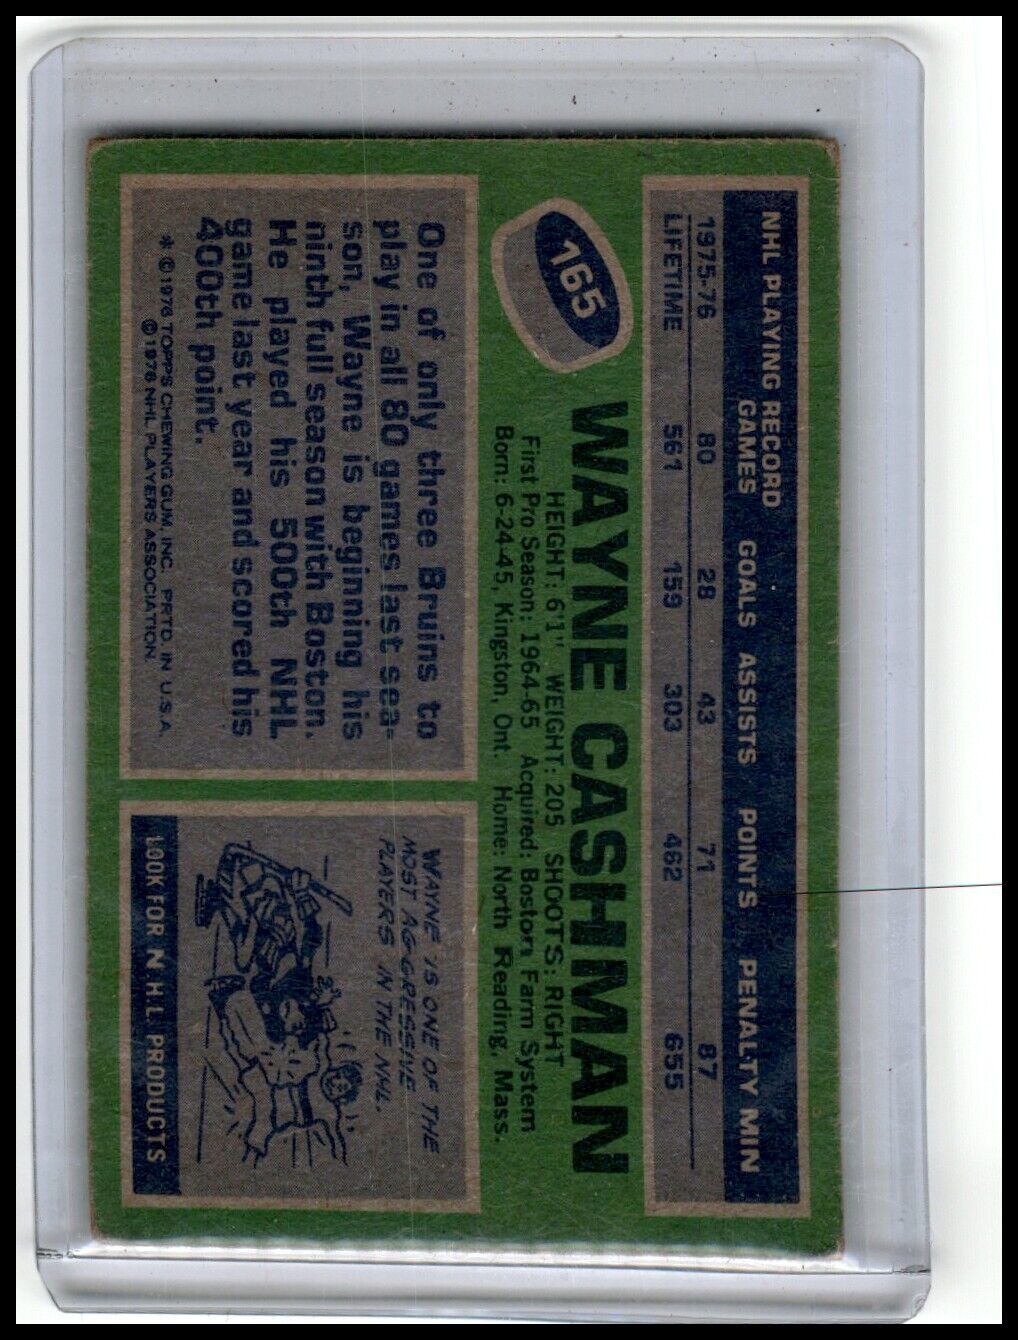 NHL PLAYING RECORD
GAMES GOALS ASSISTS POINTS PENALTY MIN
1975-76 80 28 43 71 87
LIFETIME 561 159 303 462 655
165
WAYNE CASHMAN
HEIGHT: 6'1" WEIGHT: 205 SHOOTS: RIGHT
First Pro Season: 1964-65 Acquired: Boston Farm System
Born: 6-24-45, Kingston, Ont. Home: North Reading, Mass.
One of only three Bruins to
play in all 80 games last sea-
son, Wayne is beginning his
ninth full season with Boston.
He played his 500th NHL
game last year and scored his
400th point.
* ©1976 TOPPS CHEWING GUM, INC. PRTD. IN U.S.A.
©1976 NHL PLAYERS ASSOCIATION.
WAYNE IS ONE OF THE
MOST AGGRESSIVE
PLAYERS IN THE NHL.
LOOK FOR N.H.L. PRODUCTS